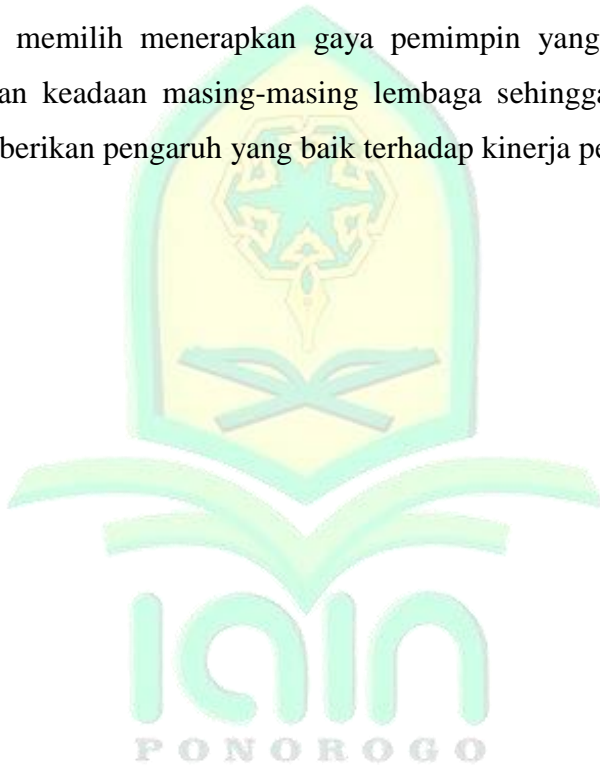 memilih menerapkan gaya pemimpin yang
an keadaan masing-masing lembaga sehingga
berikan pengaruh yang baik terhadap kinerja pe
iain
PONOROGO